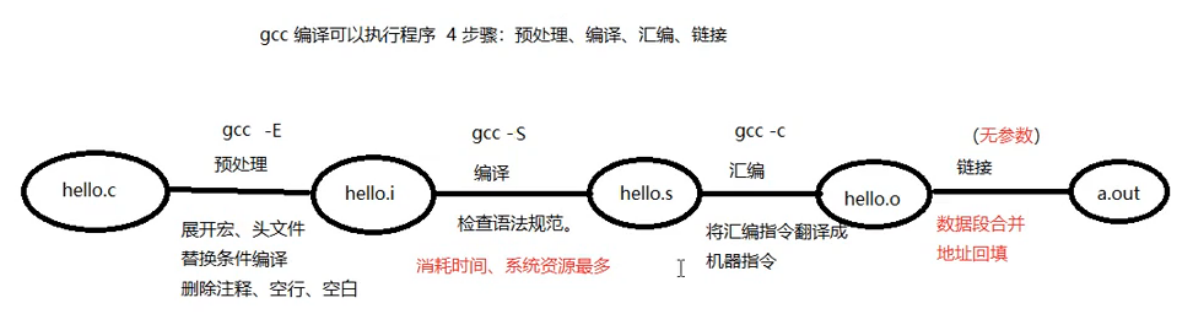 gcc 编译可以执行程序 4 步骤：预处理、编译、汇编、链接
gcc -E
gcc -S
gcc -c
(无参数)
预处理
编译
汇编
链接
hello.c
hello.i
hello.s
hello.o
a.out
展开宏、头文件
替换条件编译
删除注释、空行、空白
检查语法规范。
消耗时间、系统资源最多
将汇编指令翻译成
机器指令
数据段合并
地址回填